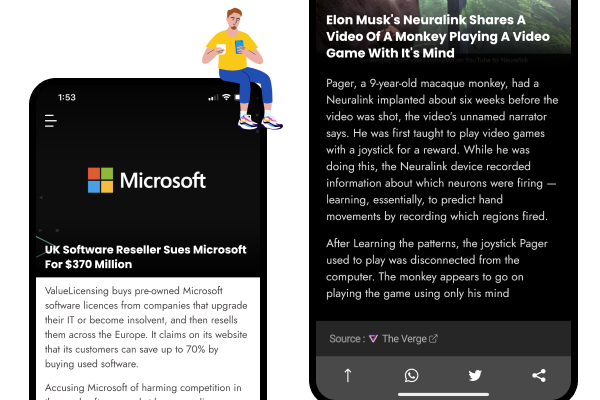 1:53
Microsoft
UK Software Reseller Sues Microsoft
For $370 Million
ValueLicensing buys pre-owned Microsoft
software licences from companies that upgrade
their IT or become insolvent, and then resells
them across the Europe. It claims on its website
that its customers can save up to 70% by
buying used software.
Accusing Microsoft of harming competition in
Elon Musk's Neuralink Shares A
Video Of A Monkey Playing A Video
Game With It's Mind
Pager, a 9-year-old macaque monkey, had a
Neuralink implanted about six weeks before the
video was shot, the video's unnamed narrator
says. He was first taught to play video games
with a joystick for a reward. While he was
doing this, the Neuralink device recorded
information about which neurons were firing —
learning, essentially, to predict hand
movements by recording which regions fired.
After Learning the patterns, the joystick Pager
used to play was disconnected from the
computer. The monkey appears to go on
playing the game using only his mind
Source : The Verge